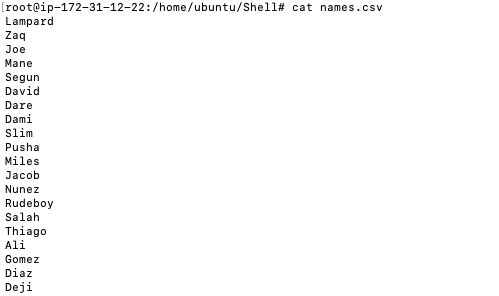 [root@ip-172-31-12-22:/home/ubuntu/Shell# cat names.csv
Lampard
Zaq
Joe
Mane
Segun
David
Dare
Dami
Slim
Pusha
Miles
Jacob
Nunez
Rudeboy
Salah
Thiago
Ali
Gomez
Diaz
Deji